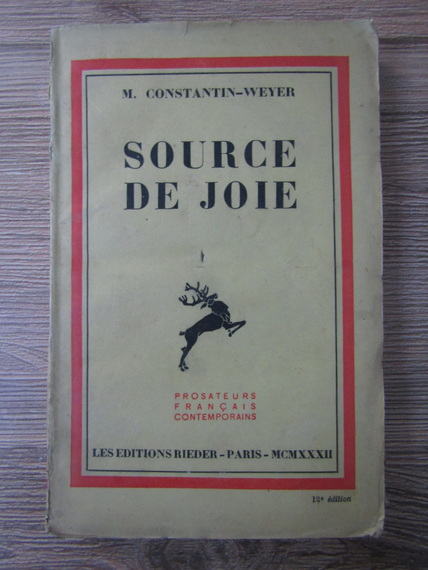 M. CONSTANTIN-WEYER
SOURCE
DE JOIE
PROSATEURS
FRANÇAIS
CONTEMPORAINS
LES EDITIONS RIEDER - PARIS - MCMXXXII
12e édition